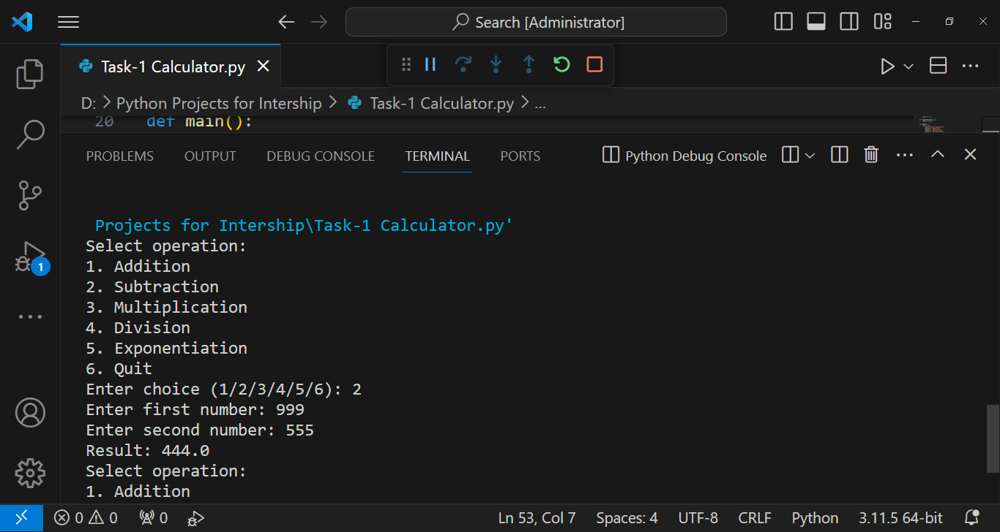 Search [Administrator]
Task-1 Calculator.py
D: > Python Projects for Intership > Task-1 Calculator.py > ...
20 def main():
PROBLEMS OUTPUT DEBUG CONSOLE TERMINAL PORTS Python Debug Console
Projects for Intership\Task-1 Calculator.py'
Select operation:
1. Addition
2. Subtraction
3. Multiplication
4. Division
5. Exponentiation
6. Quit
Enter choice (1/2/3/4/5/6): 2
Enter first number: 999
Enter second number: 555
Result: 444.0
Select operation:
1. Addition
1
0 0 0 Ln 53, Col 7 Spaces: 4 UTF-8 CRLF Python 3.11.5 64-bit